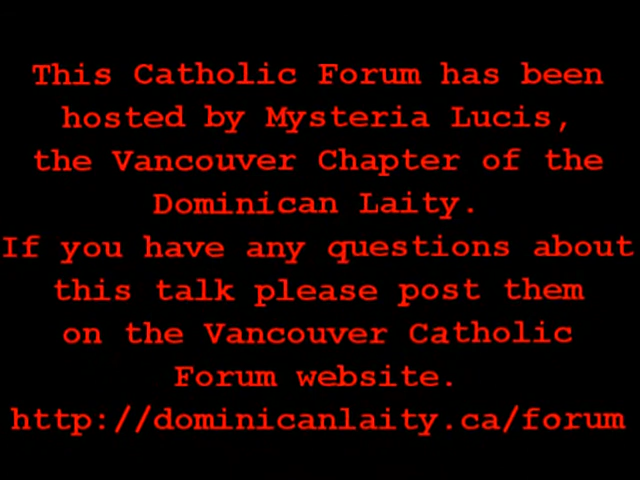 This Catholic Forum has been
hosted by Mysteria Lucis,
the Vancouver Chapter of the
Dominican Laity.
If you have any questions about
this talk please post them
on the Vancouver Catholic
Forum website.
http://dominicanlaity.ca/forum